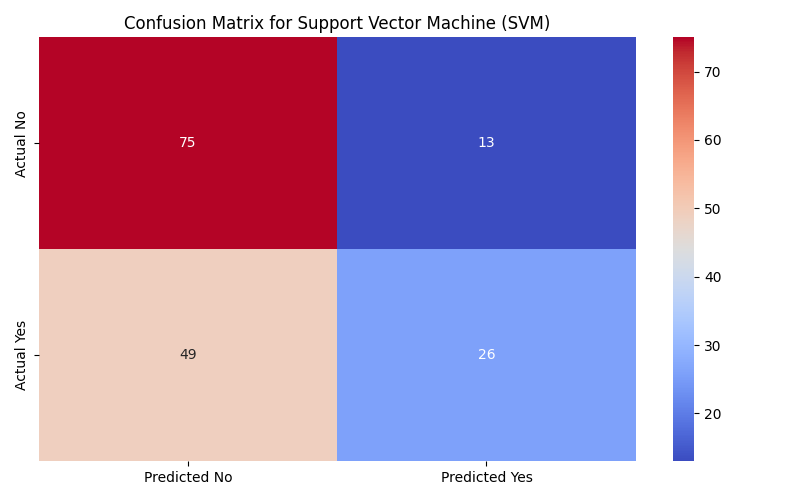 Confusion Matrix for Support Vector Machine (SVM)
Actual No
75
13
Actual Yes
49
26
Predicted No
Predicted Yes
70
60
50
40
30
20